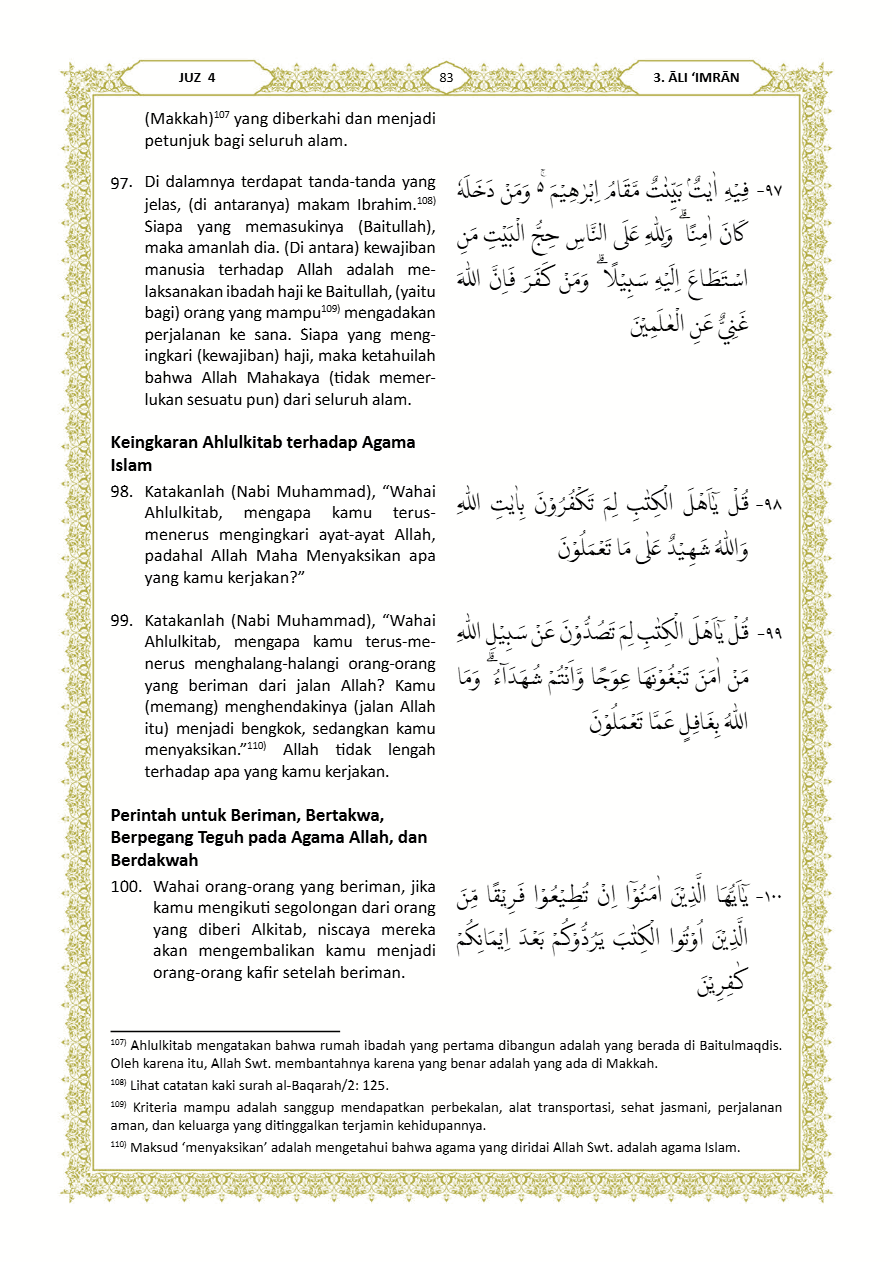 JUZ 4
83
3. ĀLI ‘IMRĀN
(Makkah)107 yang diberkahi dan menjadi
petunjuk bagi seluruh alam.
97. Di dalamnya terdapat tanda-tanda yang
jelas, (di antaranya) makam Ibrahim.108)
Siapa yang memasukinya (Baitullah),
maka amanlah dia. (Di antara) kewajiban
manusia terhadap Allah adalah me-
laksanakan ibadah haji ke Baitullah, (yaitu
bagi) orang yang mampu109) mengadakan
perjalanan ke sana. Siapa yang meng-
ingkari (kewajiban) haji, maka ketahuilah
bahwa Allah Mahakaya (tidak memer-
lukan sesuatu pun) dari seluruh alam.
٩٧- فِيْهِ اٰيٰتٌۢ بَيِّنٰتٌ مَّقَامُ اِبْرٰهِيْمَ ەۚ وَمَنْ دَخَلَهٗ
كَانَ اٰمِنًاۗ وَلِلّٰهِ عَلَى النَّاسِ حِجُّ الْبَيْتِ مَنِ
اسْتَطَاعَ اِلَيْهِ سَبِيْلًاۗ وَمَنْ كَفَرَ فَاِنَّ اللّٰهَ
غَنِيٌّ عَنِ الْعٰلَمِيْنَ
Keingkaran Ahlulkitab terhadap Agama
Islam
98. Katakanlah (Nabi Muhammad), “Wahai
Ahlulkitab, mengapa kamu terus-
menerus mengingkari ayat-ayat Allah,
padahal Allah Maha Menyaksikan apa
yang kamu kerjakan?”
٩٨- قُلْ يٰٓاَهْلَ الْكِتٰبِ لِمَ تَكْفُرُوْنَ بِاٰيٰتِ اللّٰهِ
وَاللّٰهُ شَهِيْدٌ عَلٰى مَا تَعْمَلُوْنَ
99. Katakanlah (Nabi Muhammad), “Wahai
Ahlulkitab, mengapa kamu terus-me-
nerus menghalang-halangi orang-orang
yang beriman dari jalan Allah? Kamu
(memang) menghendakinya (jalan Allah
itu) menjadi bengkok, sedangkan kamu
menyaksikan.”110) Allah tidak lengah
terhadap apa yang kamu kerjakan.
٩٩- قُلْ يٰٓاَهْلَ الْكِتٰبِ لِمَ تَصُدُّوْنَ عَنْ سَبِيْلِ اللّٰهِ
مَنْ اٰمَنَ تَبْغُوْنَهَا عِوَجًا وَّاَنْتُمْ شُهَدَاۤءُۗ وَمَا
اللّٰهُ بِغَافِلٍ عَمَّا تَعْمَلُوْنَ
Perintah untuk Beriman, Bertakwa,
Berpegang Teguh pada Agama Allah, dan
Berdakwah
100. Wahai orang-orang yang beriman, jika
kamu mengikuti segolongan dari orang
yang diberi Alkitab, niscaya mereka
akan mengembalikan kamu menjadi
orang-orang kafir setelah beriman.
١٠٠- يٰٓاَيُّهَا الَّذِيْنَ اٰمَنُوْٓا اِنْ تُطِيْعُوْا فَرِيْقًا مِّنَ
الَّذِيْنَ اُوْتُوا الْكِتٰبَ يَرُدُّوْكُمْ بَعْدَ اِيْمَانِكُمْ
كٰفِرِيْنَ
107) Ahlulkitab mengatakan bahwa rumah ibadah yang pertama dibangun adalah yang berada di Baitulmaqdis.
Oleh karena itu, Allah Swt. membantahnya karena yang benar adalah yang ada di Makkah.
108) Lihat catatan kaki surah al-Baqarah/2: 125.
109) Kriteria mampu adalah sanggup mendapatkan perbekalan, alat transportasi, sehat jasmani, perjalanan
aman, dan keluarga yang ditinggalkan terjamin kehidupannya.
110) Maksud ‘menyaksikan’ adalah mengetahui bahwa agama yang diridai Allah Swt. adalah agama Islam.